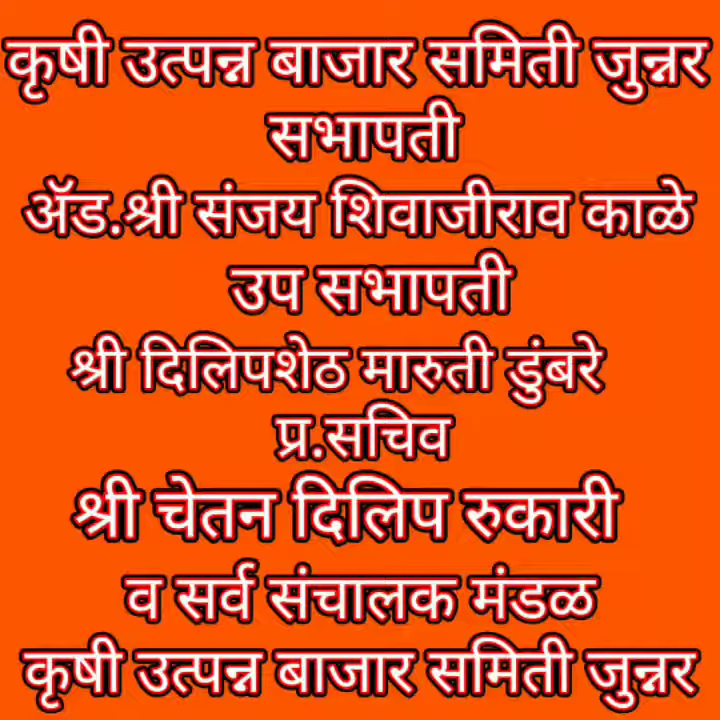 कृषी उत्पन्न बाजार समिती जुन्नर
सभापती
ॲड.श्री संजय शिवाजीराव काळे
उप सभापती
श्री दिलिपशेठ मारुती डुंबरे
प्र.सचिव
श्री चेतन दिलिप रुकारी
व सर्व संचालक मंडळ
कृषी उत्पन्न बाजार समिती जुन्नर